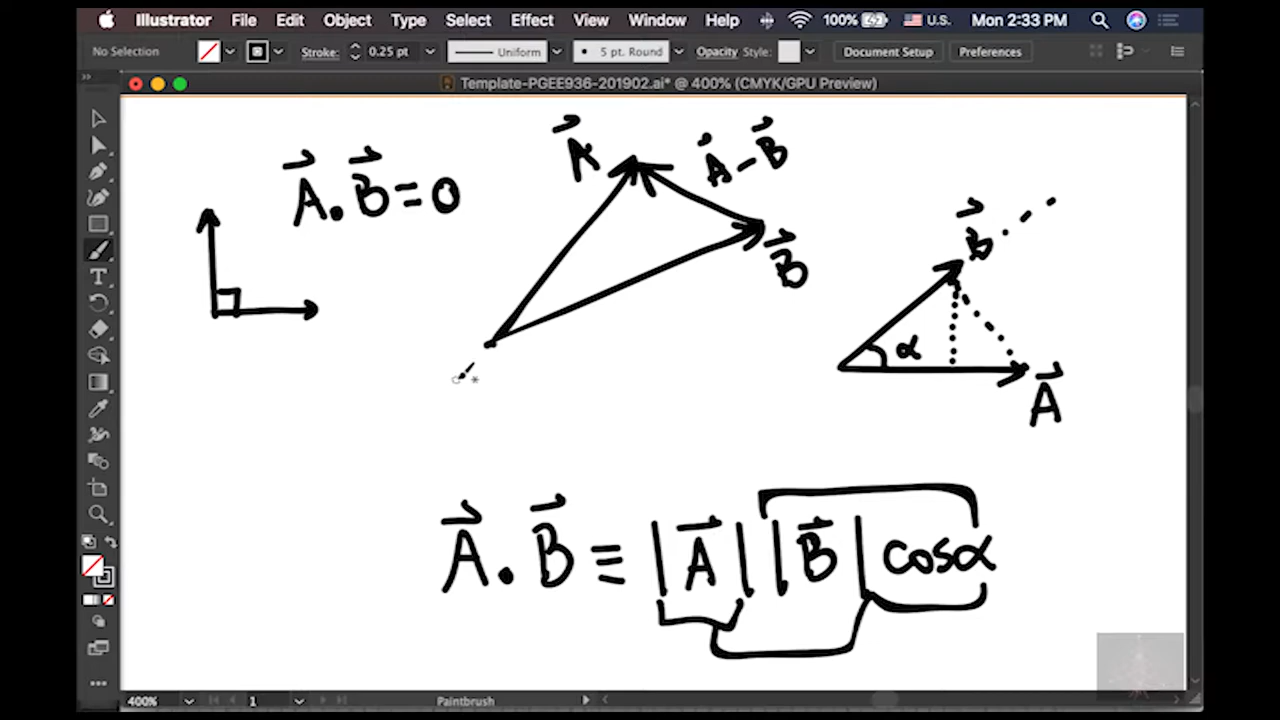 Illustrator File Edit Object Type Select Effect View Window Help 100% U.S. Mon 2:33 PM
No Selection Stroke: 0.25 pt Uniform 5 pt. Round Opacity Style: Document Setup Preferences
Template-PGEE936-201902.ai* @ 400% (CMYK/GPU Preview)
A⃗
A⃗-B⃗
A⃗.B⃗=0
B⃗
B⃗
α
A⃗
A⃗.B⃗≡|A⃗||B⃗|cosα
400% 1 Paintbrush